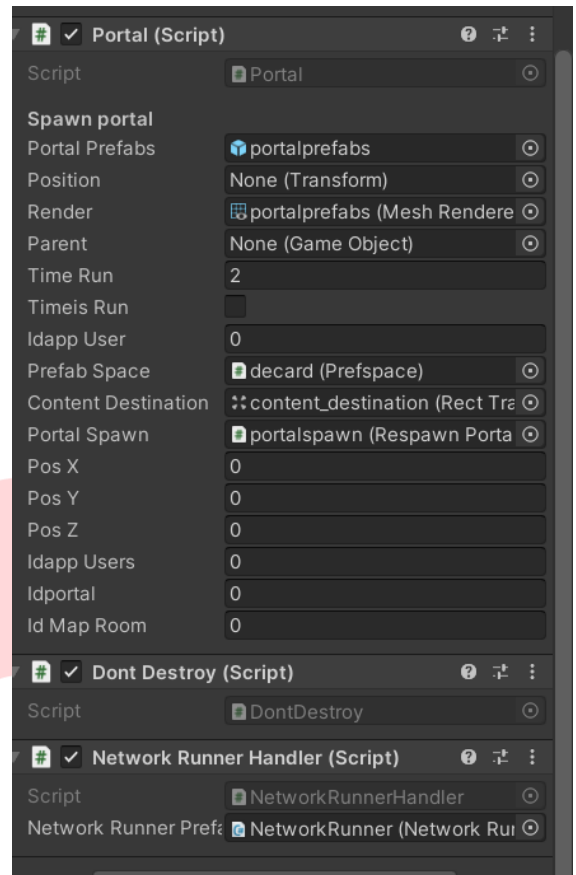 Portal (Script)
Script Portal
Spawn portal
Portal Prefabs portalprefabs
Position None (Transform)
Render portalprefabs (Mesh Rendere
Parent None (Game Object)
Time Run 2
Timeis Run
Idapp User 0
Prefab Space decard (Prefspace)
Content Destination content_destination (Rect Tra
Portal Spawn portalspawn (Respawn Porta
Pos X 0
Pos Y 0
Pos Z 0
Idapp Users 0
Idportal 0
Id Map Room 0
Dont Destroy (Script)
Script DontDestroy
Network Runner Handler (Script)
Script NetworkRunnerHandler
Network Runner Prefa NetworkRunner (Network Rur